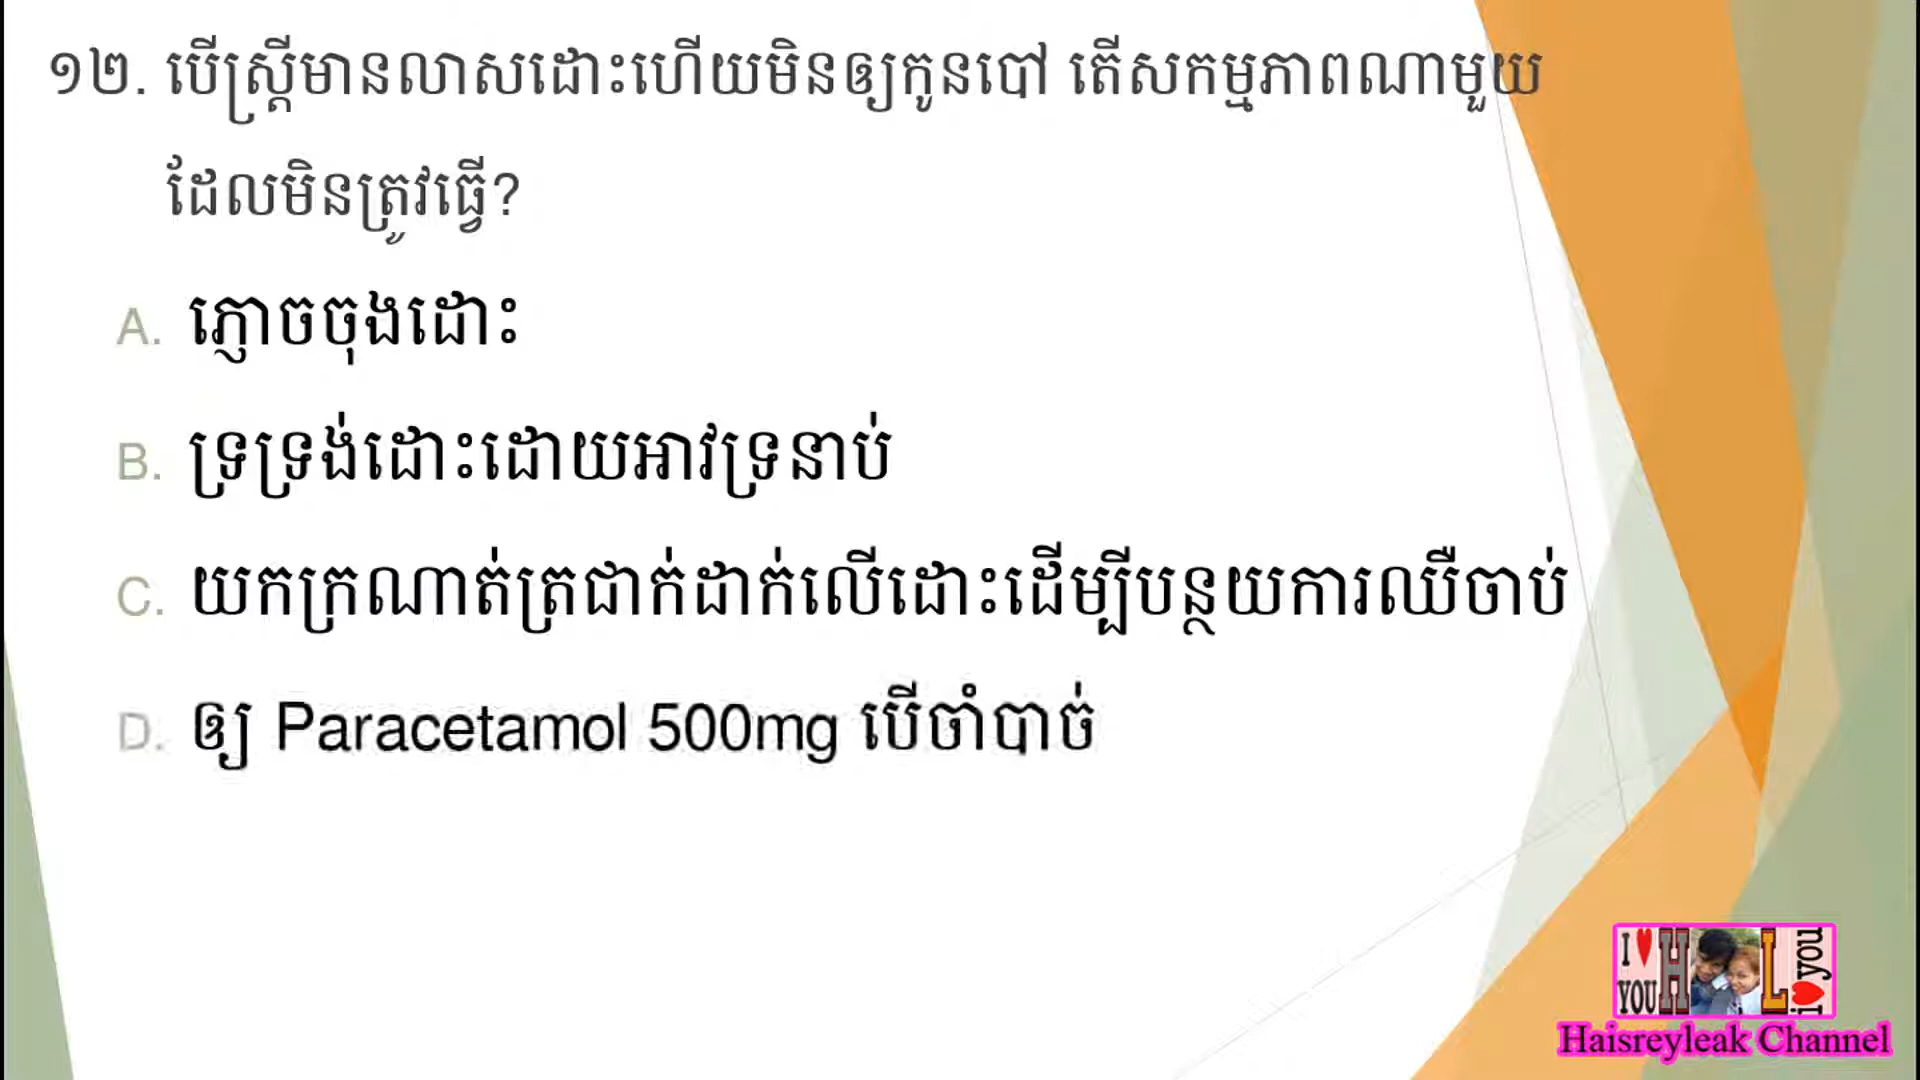 ១២. បើស្ត្រីមានលាសដោះហើយមិនឲ្យកូនបៅ តើសកម្មភាពណាមួយ
ដែលមិនត្រូវធ្វើ?
A. ភ្ញោចចុងដោះ
B. ទ្រទ្រង់ដោះដោយអាវទ្រនាប់
C. យកក្រណាត់ត្រជាក់ដាក់លើដោះដើម្បីបន្ថយការឈឺចាប់
D. ឲ្យ Paracetamol 500mg បើចាំបាច់
I ♥ YOU H L i ♥ you
Haisreyleak Channel